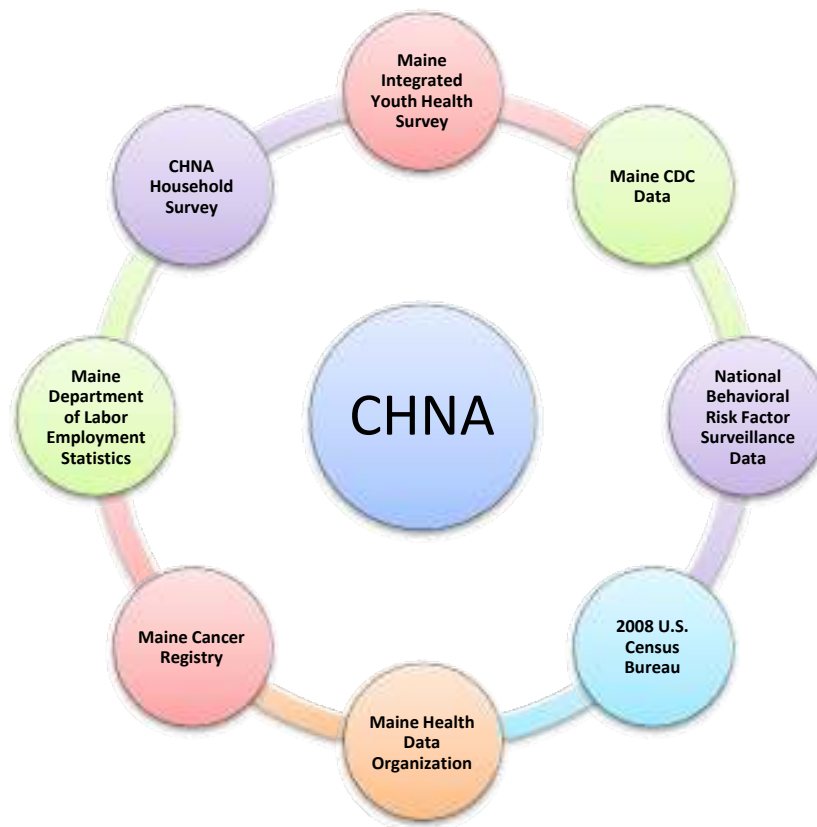 Maine
Integrated
Youth Health
Survey
Maine CDC
Data
National
Behavioral
Risk Factor
Surveillance
Data
2008 U.S.
Census
Bureau
Maine Health
Data
Organization
Maine Cancer
Registry
Maine
Department
of Labor
Employment
Statistics
CHNA
Household
Survey
CHNA